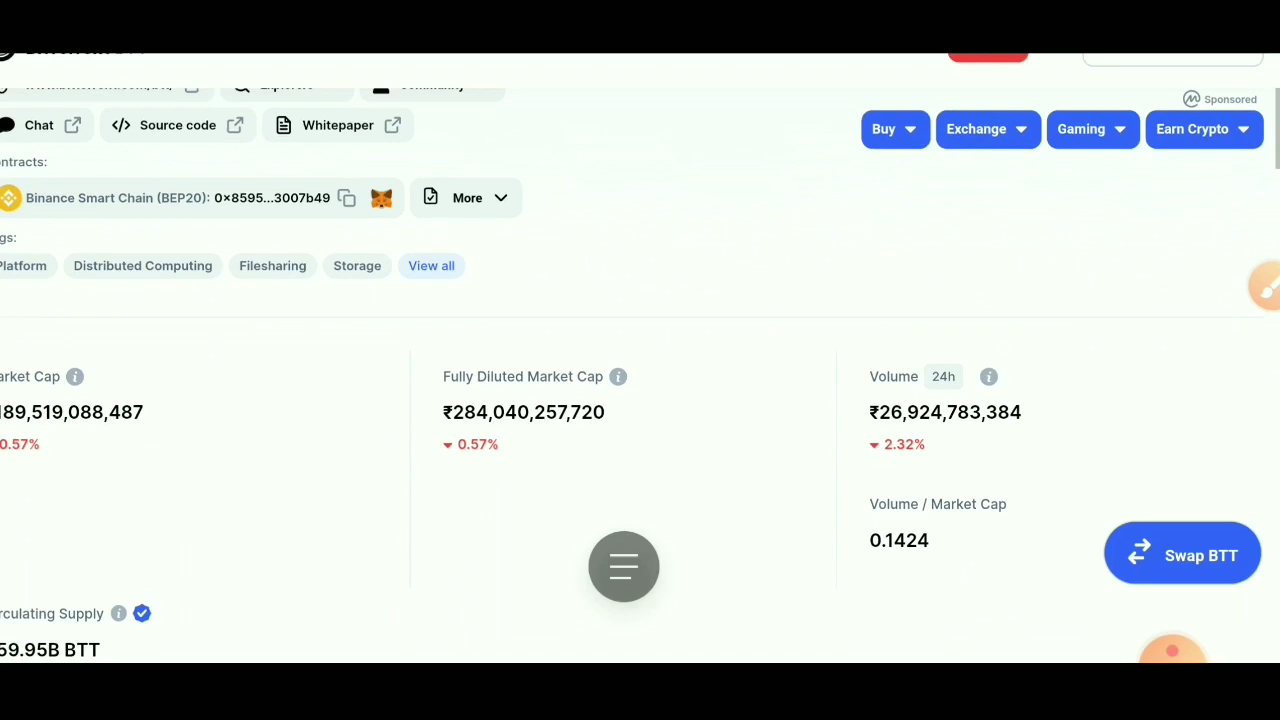 Sponsored
Chat Source code Whitepaper
Buy Exchange Gaming Earn Crypto
ntracts:
Binance Smart Chain (BEP20): 0x8595...3007b49 More
gs:
Platform Distributed Computing Filesharing Storage View all
arket Cap Fully Diluted Market Cap Volume 24h
189,519,088,487 ₹284,040,257,720 ₹26,924,783,384
0.57% 0.57% 2.32%
Volume / Market Cap
0.1424
Swap BTT
rculating Supply
59.95B BTT